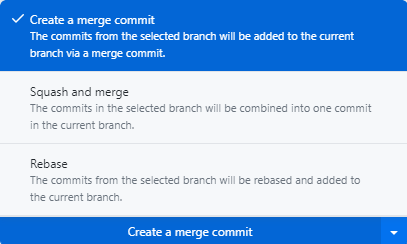 Create a merge commit
The commits from the selected branch will be added to the current
branch via a merge commit.
Squash and merge
The commits in the selected branch will be combined into one commit
in the current branch.
Rebase
The commits from the selected branch will be rebased and added to
the current branch.
Create a merge commit